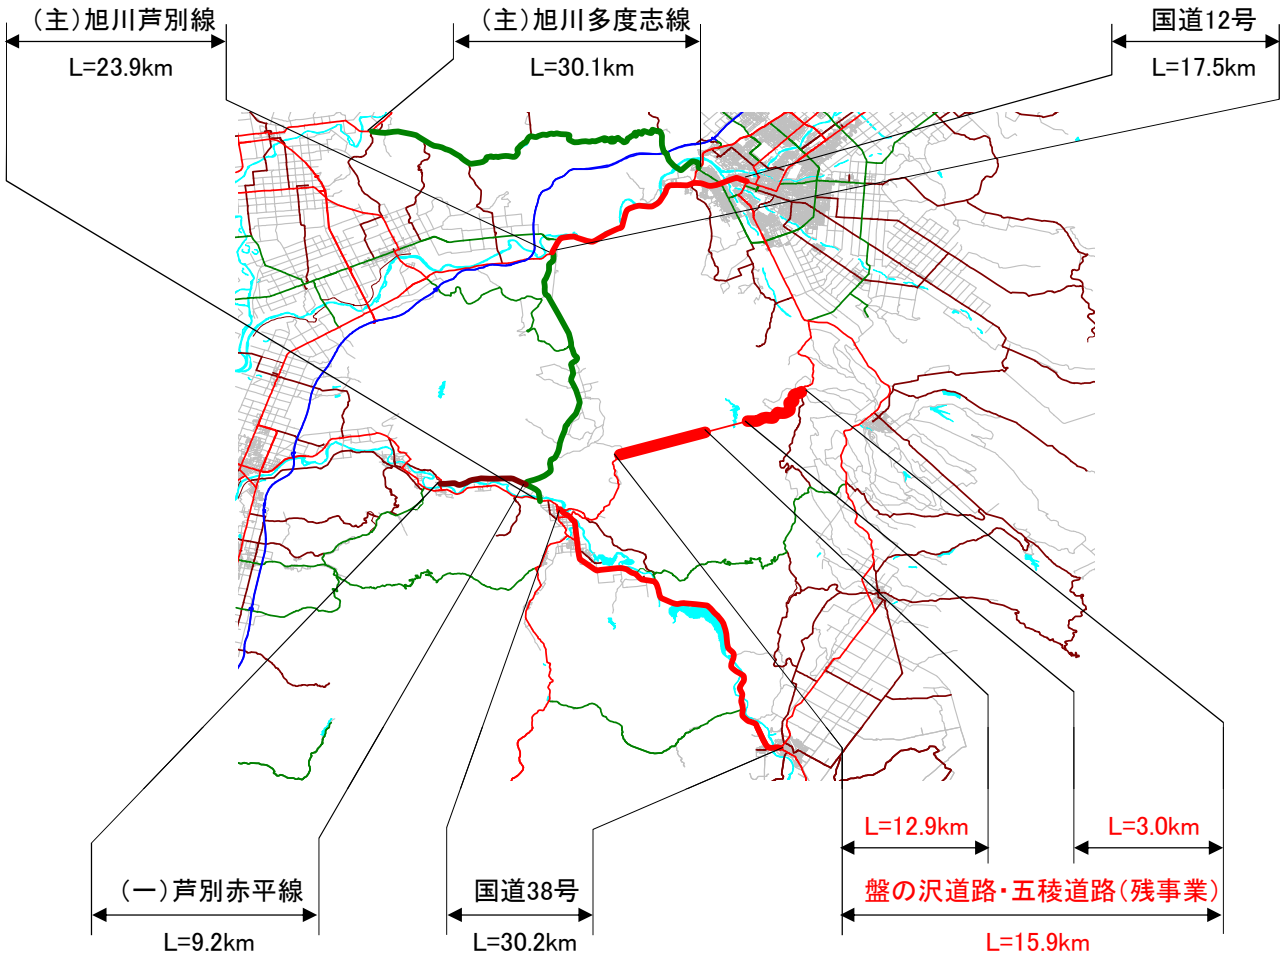 (主)旭川芦別線
L=23.9km
(主)旭川多度志線
L=30.1km
国道12号
L=17.5km
L=12.9km
L=3.0km
(一)芦別赤平線
L=9.2km
国道38号
L=30.2km
盤の沢道路・五稜道路(残事業)
L=15.9km